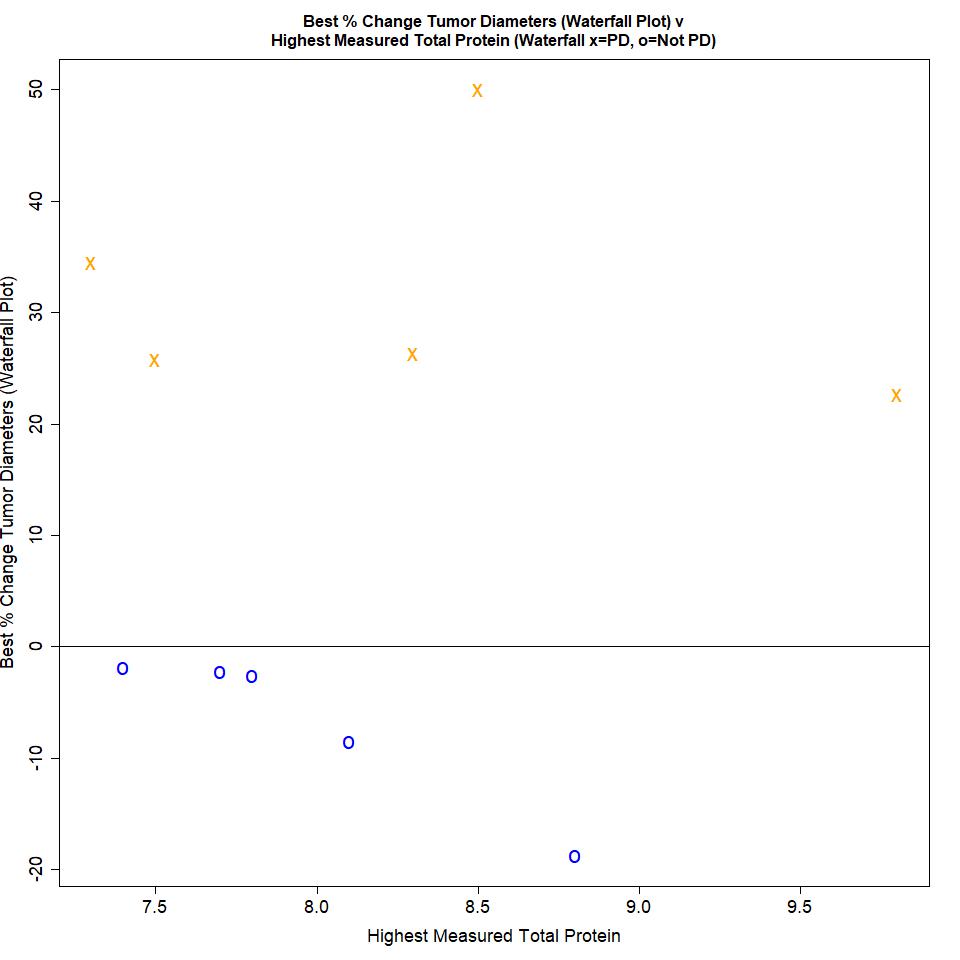 Best % Change Tumor Diameters (Waterfall Plot) v
Highest Measured Total Protein (Waterfall x=PD, o=Not PD)
Best % Change Tumor Diameters (Waterfall Plot)
50
40
30
20
10
0
-10
-20
x
x
x
x
x
o
o
o
o
o
7.5 8.0 8.5 9.0 9.5
Highest Measured Total Protein